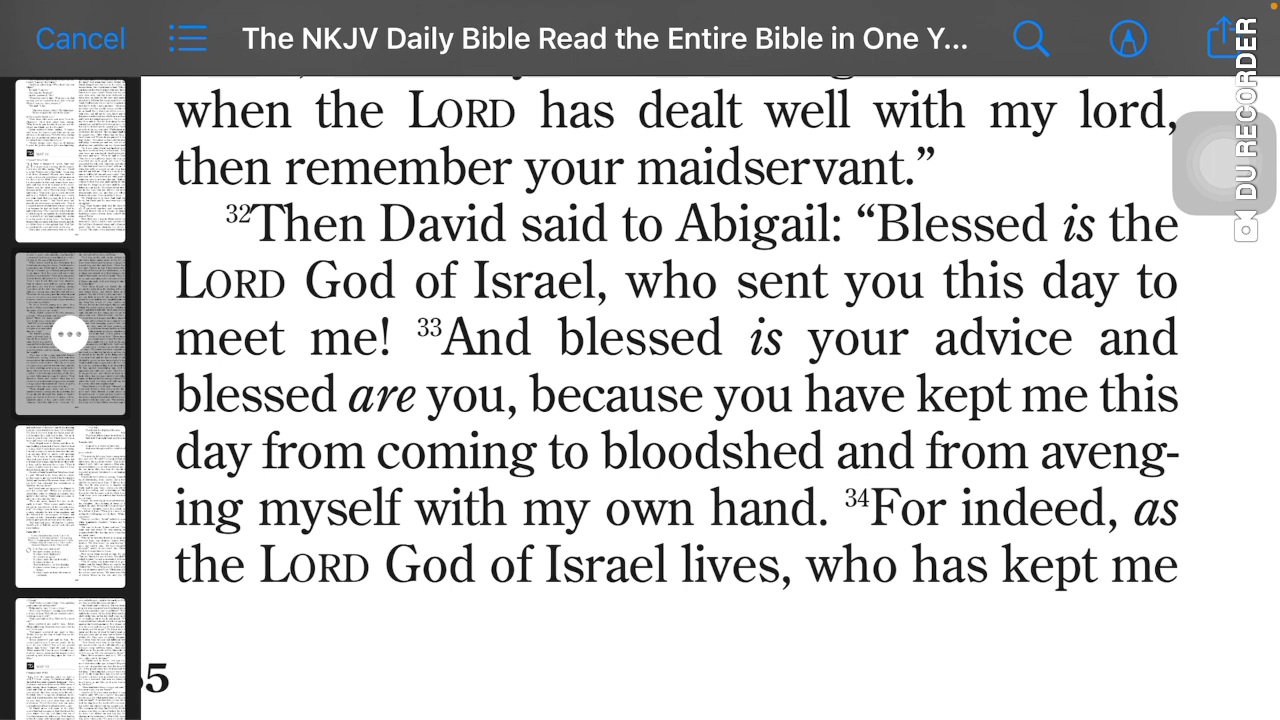 Cancel
The NKJV Daily Bible Read the Entire Bible in One Y...
when the LORD has dealt well with my lord,
then remember your maidservant.”
32Then David said to Abigail: “Blessed is the
LORD God of Israel, who sent you this day to
meet me! 33And blessed is your advice and
blessed are you, because you have kept me this
day from coming to bloodshed and from aveng-
ing myself with my own hand. 34For indeed, as
the LORD God of Israel lives, who has kept me
5
DU RECORDER